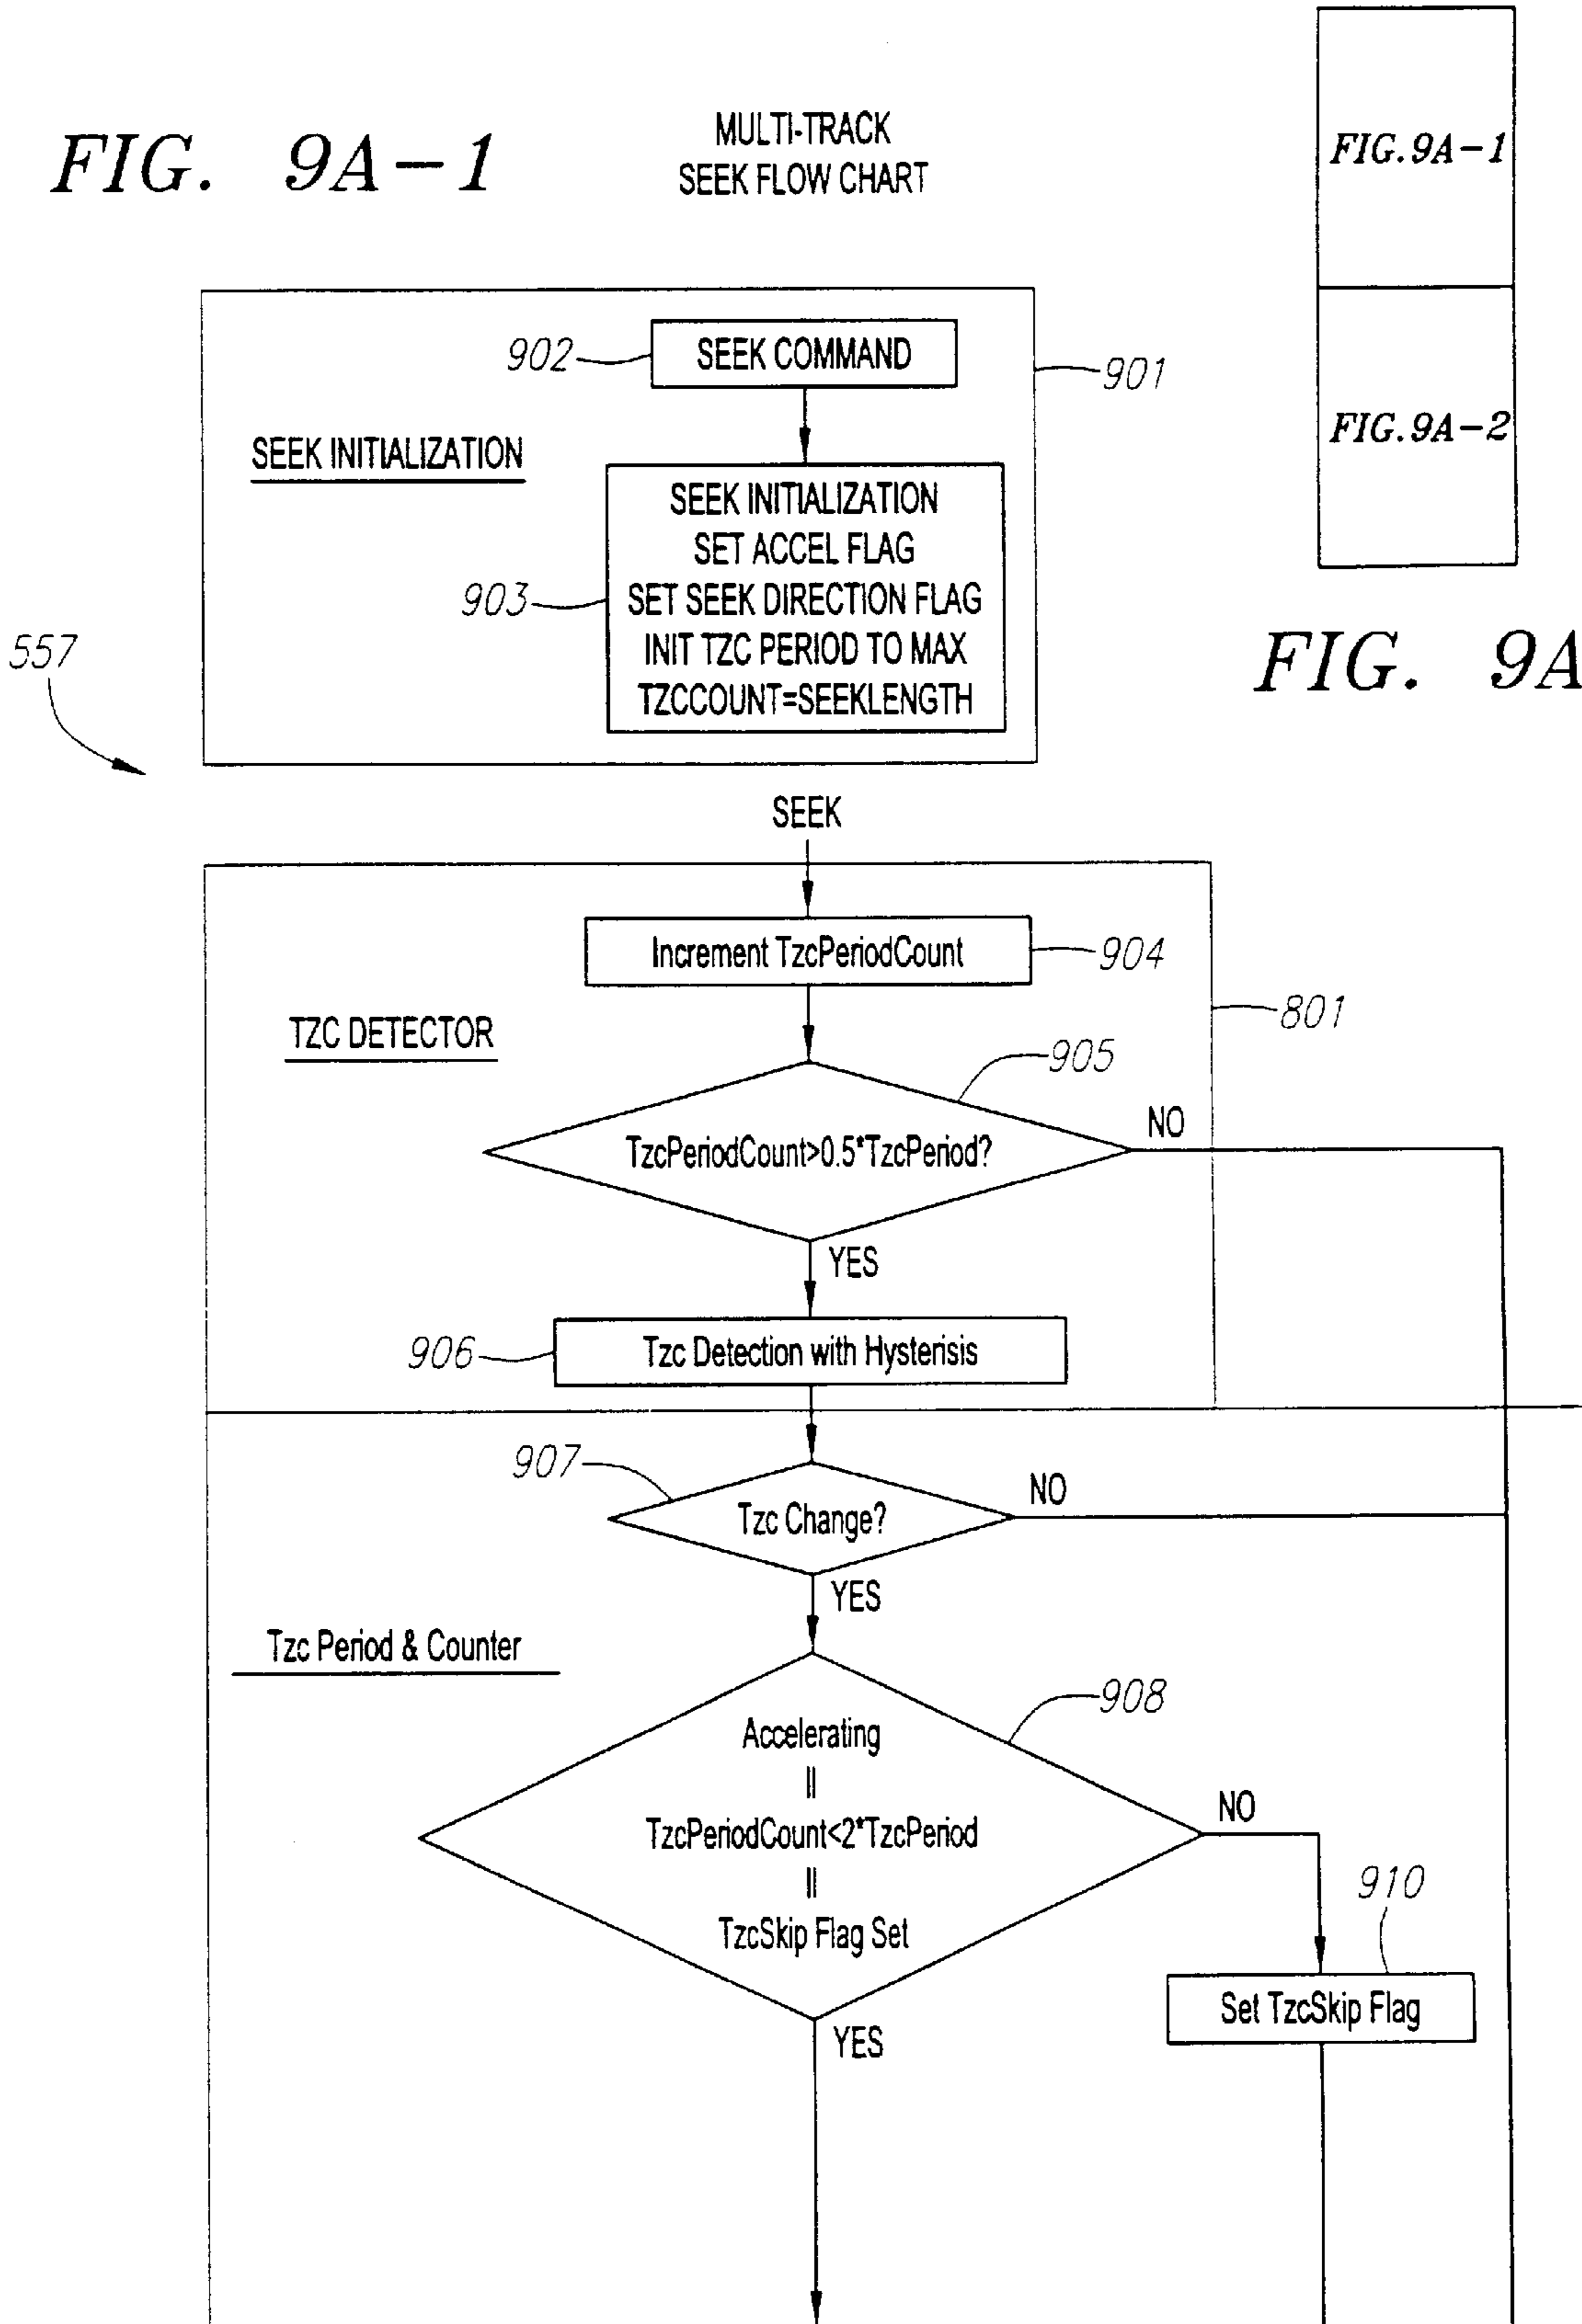 FIG. 9A-1
MULTI-TRACK
SEEK FLOW CHART
FIG.9A-1
FIG.9A-2
FIG. 9A
902
SEEK COMMAND
901
SEEK INITIALIZATION
903
SEEK INITIALIZATION
SET ACCEL FLAG
SET SEEK DIRECTION FLAG
INIT TZC PERIOD TO MAX
TZCCOUNT=SEEKLENGTH
557
SEEK
Increment TzcPeriodCount
904
801
TZC DETECTOR
905
TzcPeriodCount>0.5*TzcPeriod?
NO
YES
906
Tzc Detection with Hysterisis
907
Tzc Change?
NO
YES
Tzc Period & Counter
908
Accelerating
||
TzcPeriodCount<2*TzcPeriod
||
TzcSkip Flag Set
NO
910
Set TzcSkip Flag
YES